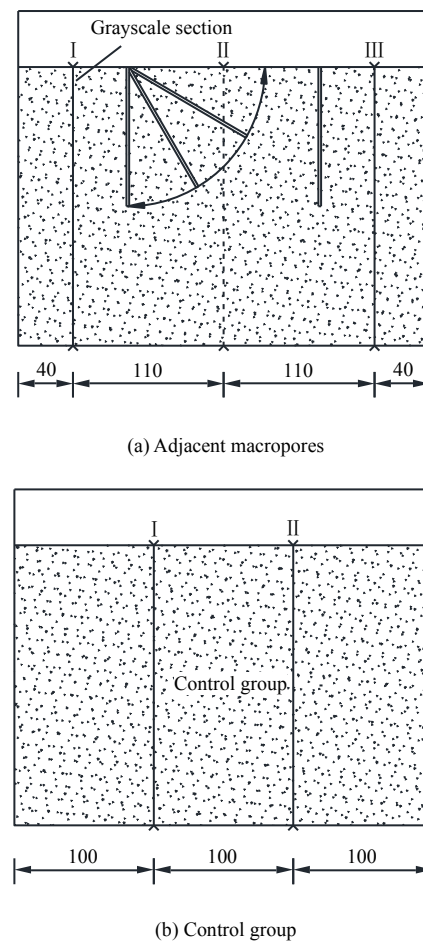 Grayscale section
I II III
40 110 110 40
(a) Adjacent macropores
I II
Control group
100 100 100
(b) Control group